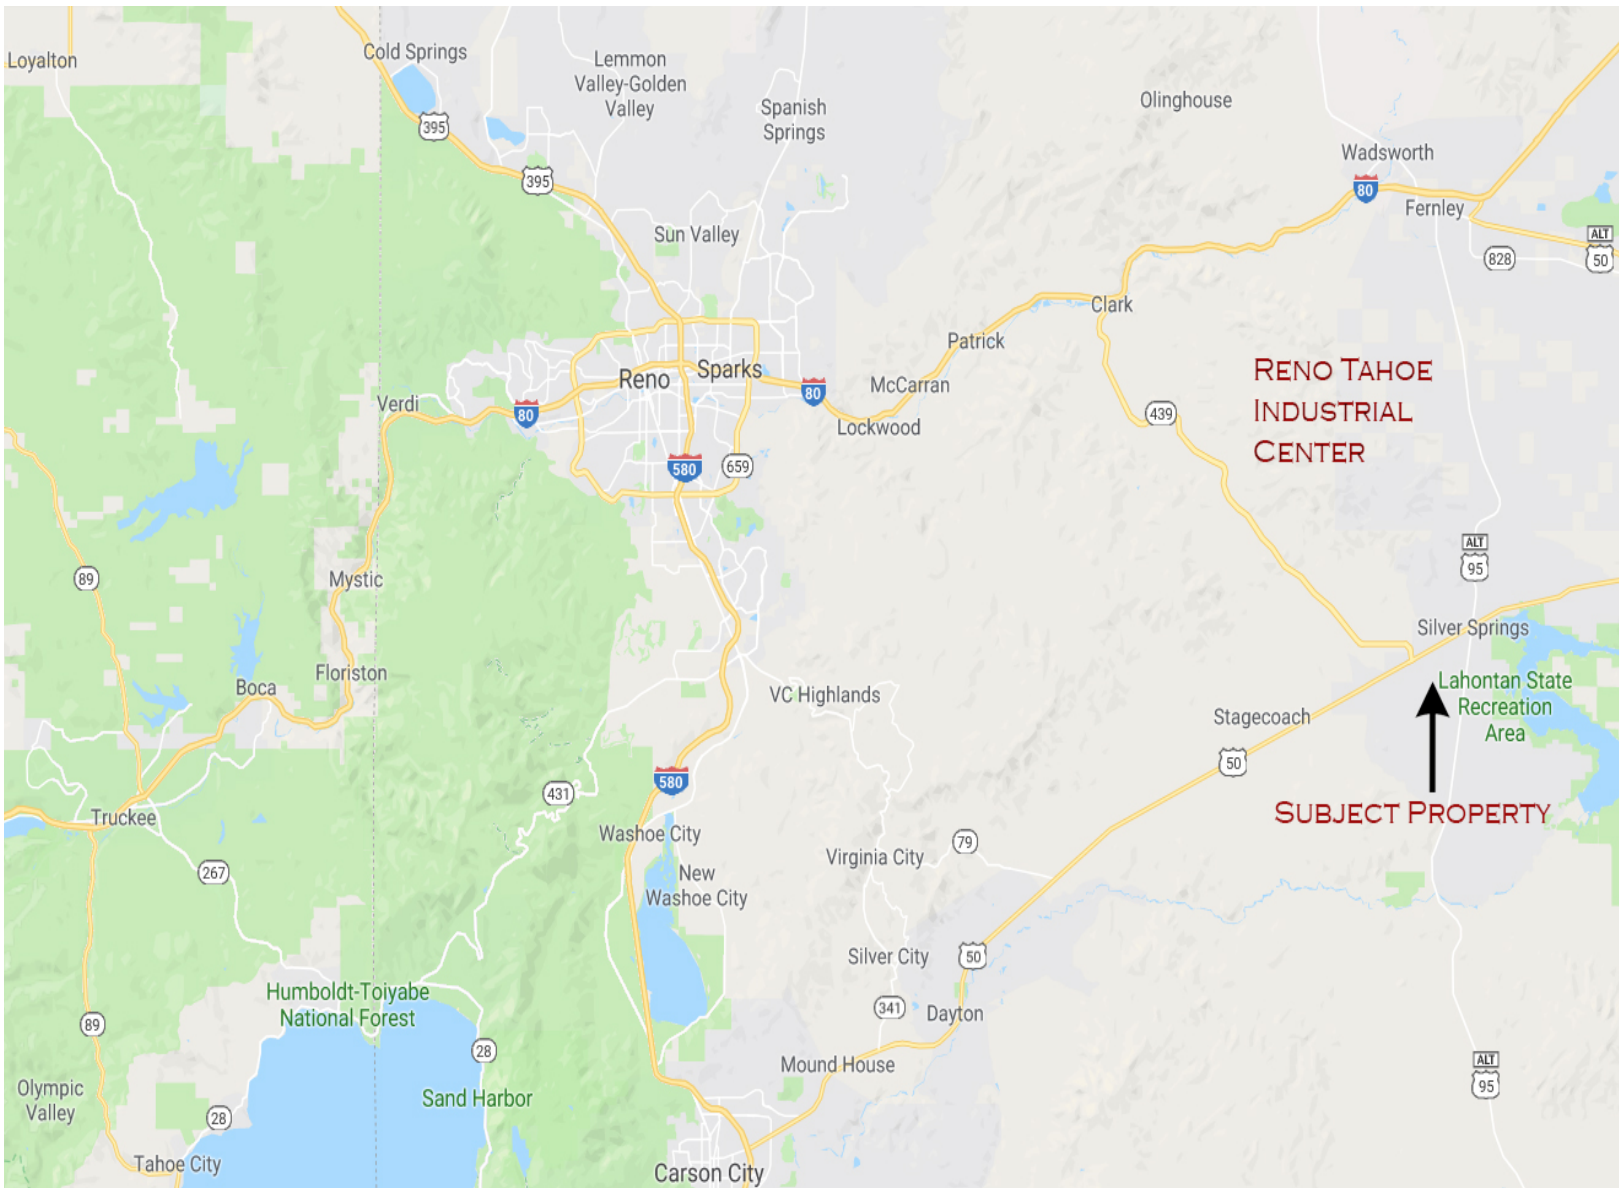 Loyalton
Cold Springs
Lemmon
Valley-Golden
Valley
Spanish
Springs
Olinghouse
395
395
Wadsworth
80
Fernley
ALT
50
828
Sun Valley
Clark
Patrick
McCarran
Lockwood
Reno
Sparks
80
Verdi
80
439
RENO TAHOE
INDUSTRIAL
CENTER
580
659
ALT
95
89
Mystic
Silver Springs
Floriston
Boca
VC Highlands
Lahontan State
Recreation
Area
Stagecoach
50
580
431
SUBJECT PROPERTY
Truckee
Washoe City
267
New
Washoe City
Virginia City
79
Silver City
50
Humboldt-Toiyabe
National Forest
341
Dayton
89
28
Mound House
ALT
95
Olympic
Valley
Sand Harbor
28
Tahoe City
Carson City